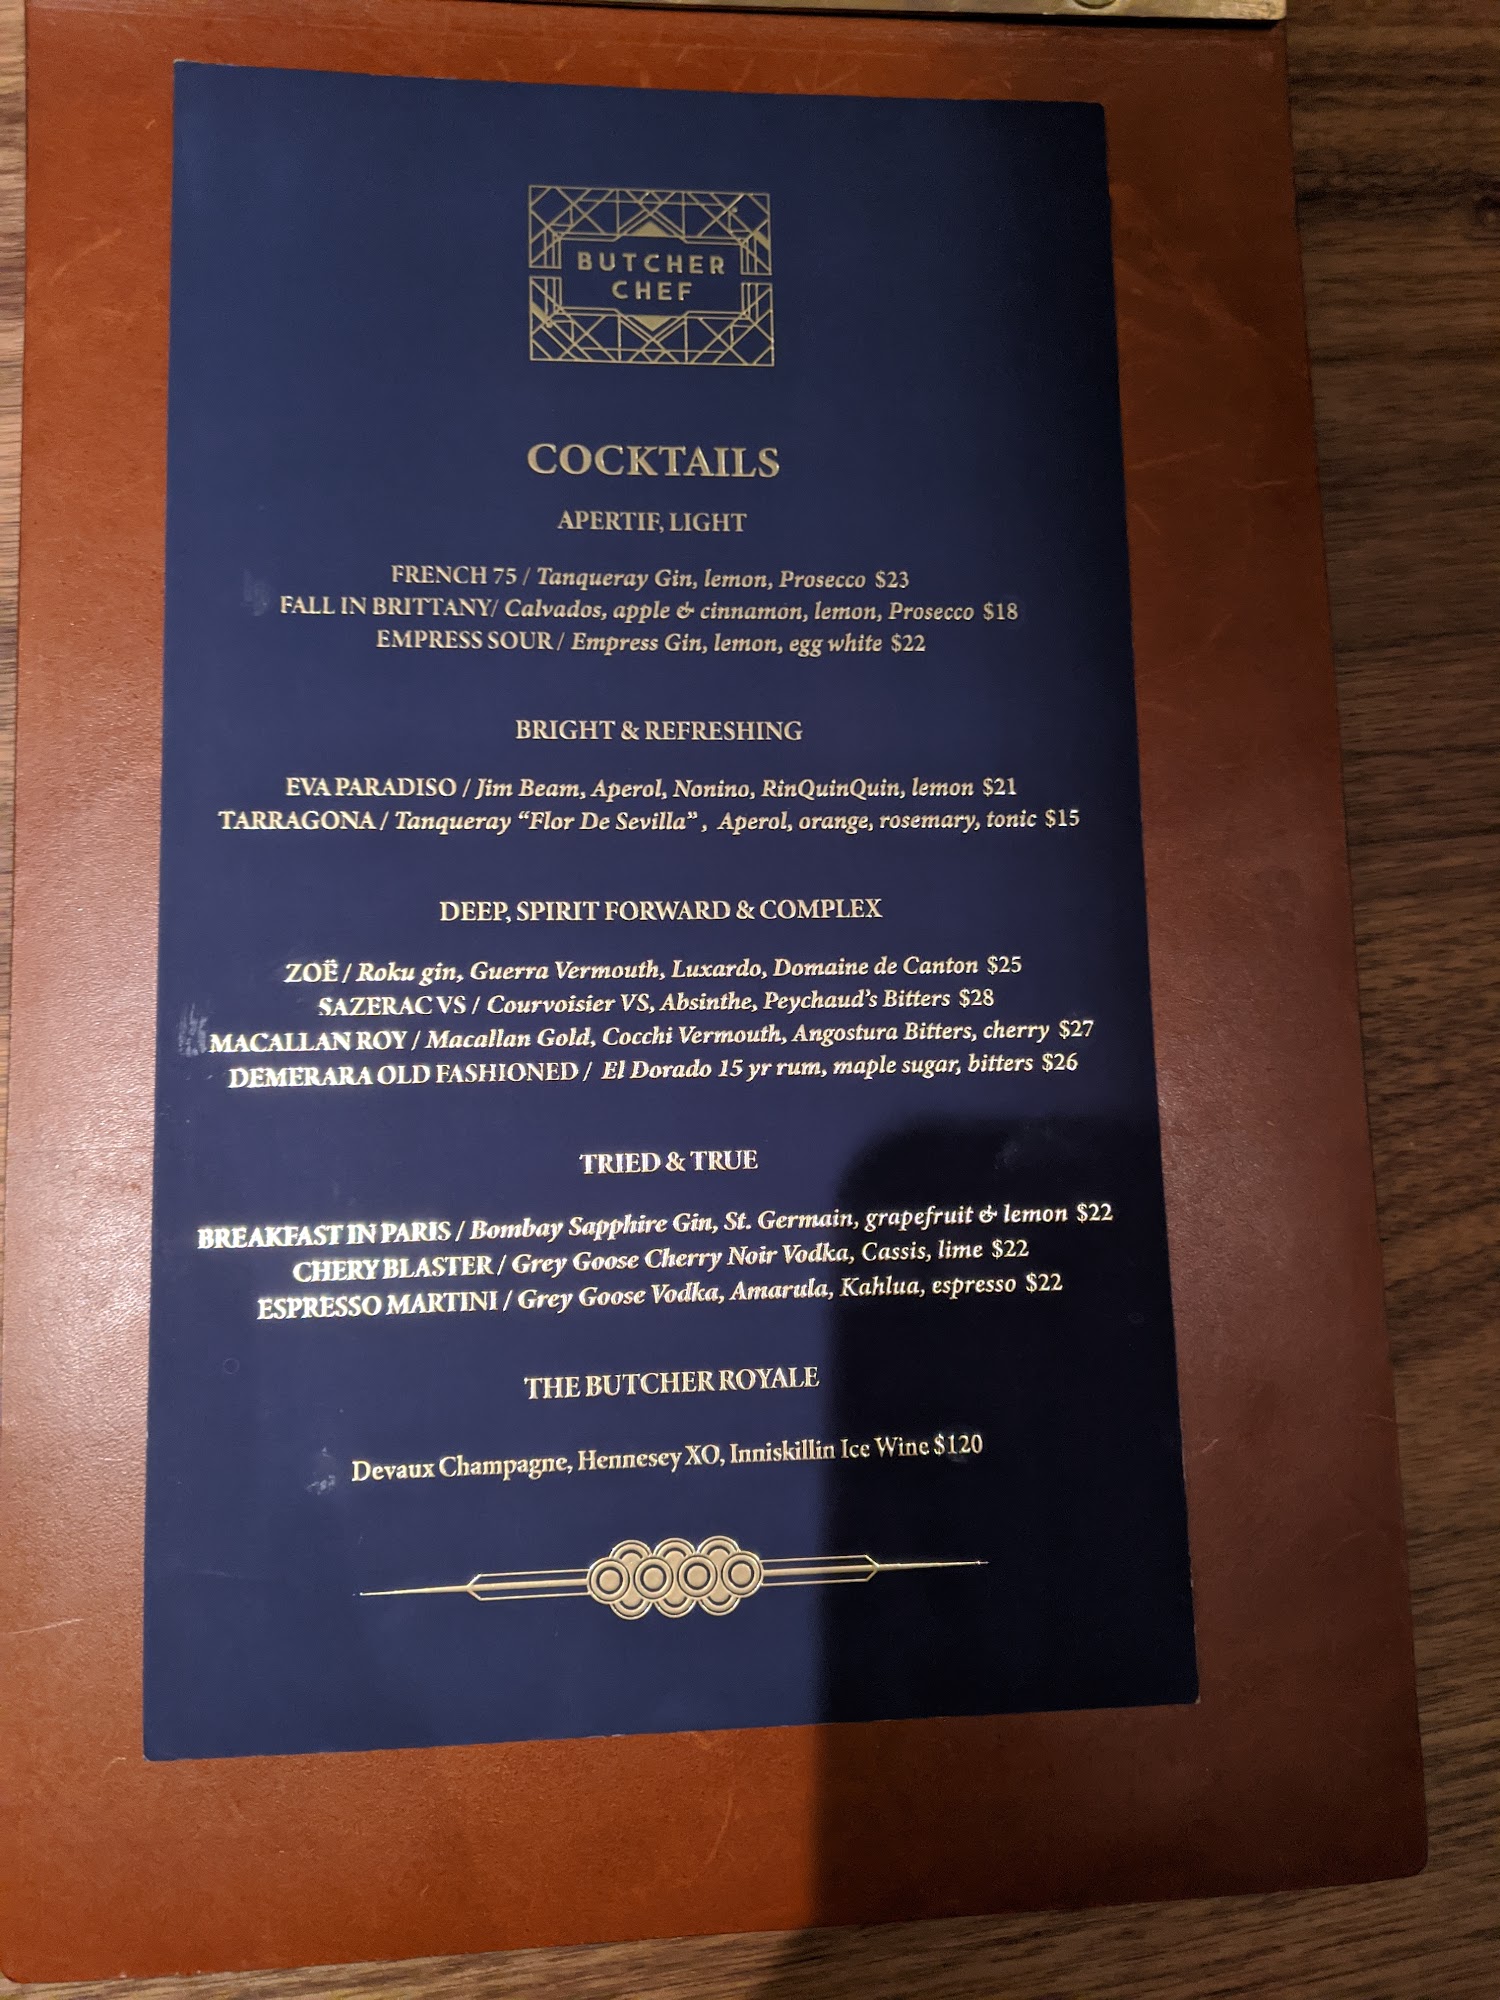 BUTCHER
CHEF
COCKTAILS
APERTIF, LIGHT
FRENCH 75 / Tanqueray Gin, lemon, Prosecco $23
FALL IN BRITTANY/ Calvados, apple & cinnamon, lemon, Prosecco $18
EMPRESS SOUR / Empress Gin, lemon, egg white $22
BRIGHT & REFRESHING
EVA PARADISO / Jim Beam, Aperol, Nonino, RinQuinQuin, lemon $21
TARRAGONA / Tanqueray “Flor De Sevilla” , Aperol, orange, rosemary, tonic $15
DEEP, SPIRIT FORWARD & COMPLEX
ZOË / Roku gin, Guerra Vermouth, Luxardo, Domaine de Canton $25
SAZERAC VS / Courvoisier VS, Absinthe, Peychaud’s Bitters $28
MACALLAN ROY / Macallan Gold, Cocchi Vermouth, Angostura Bitters, cherry $27
DEMERARA OLD FASHIONED / El Dorado 15 yr rum, maple sugar, bitters $26
TRIED & TRUE
BREAKFAST IN PARIS / Bombay Sapphire Gin, St. Germain, grapefruit & lemon $22
CHERY BLASTER / Grey Goose Cherry Noir Vodka, Cassis, lime $22
ESPRESSO MARTINI / Grey Goose Vodka, Amarula, Kahlua, espresso $22
THE BUTCHER ROYALE
Devaux Champagne, Hennesey XO, Inniskillin Ice Wine $120